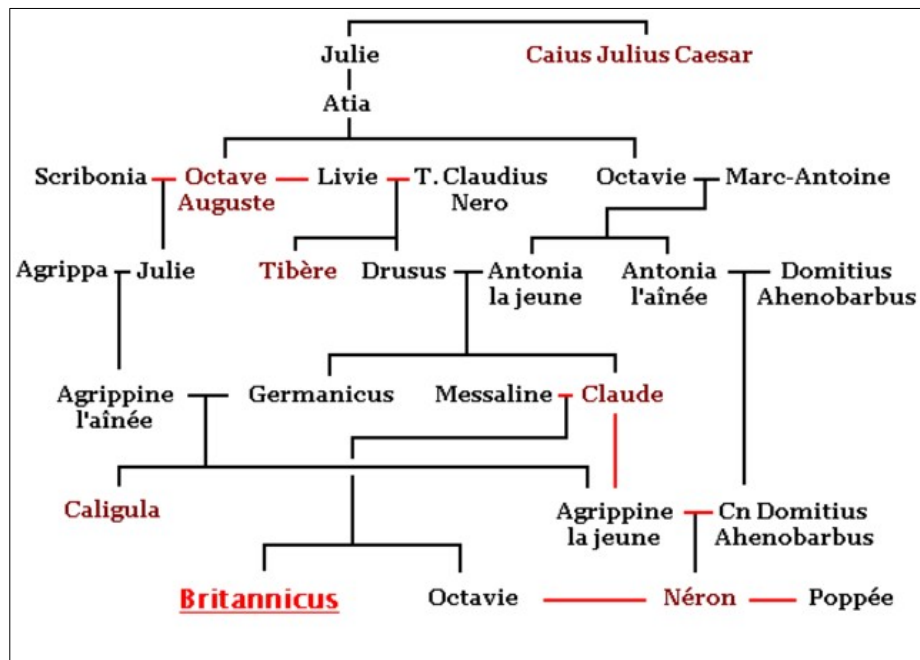 Julie Caius Julius Caesar
Atia
Scribonia Octave Livie T. Claudius Octavie Marc-Antoine
Auguste Nero
Agrippa Julie Tibère Drusus Antonia Antonia Domitius
la jeune l'aînée Ahenobarbus
Agrippine Germanicus Messaline Claude
l'aînée
Caligula Agrippine Cn Domitius
la jeune Ahenobarbus
Britannicus Octavie Néron Poppée